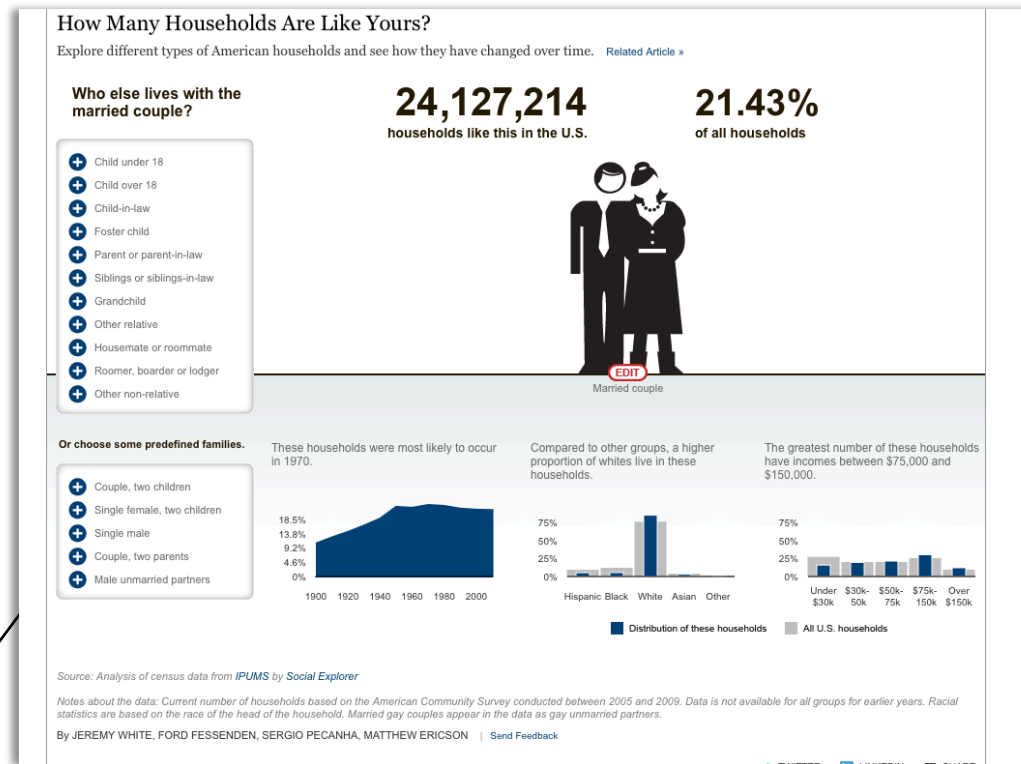 How Many Households Are Like Yours?
Explore different types of American households and see how they have changed over time. Related Article »
Who else lives with the
married couple?
24,127,214
households like this in the U.S.
21.43%
of all households
Child under 18
Child over 18
Child-in-law
Foster child
Parent or parent-in-law
Siblings or siblings-in-law
Grandchild
Other relative
Housemate or roommate
Roomer, boarder or lodger
Other non-relative
EDIT
Married couple
Or choose some predefined families.
Couple, two children
Single female, two children
Single male
Couple, two parents
Male unmarried partners
These households were most likely to occur
in 1970.
18.5%
13.8%
9.2%
4.6%
0%
1900 1920 1940 1960 1980 2000
Compared to other groups, a higher
proportion of whites live in these
households.
75%
50%
25%
0%
Hispanic Black White Asian Other
The greatest number of these households
have incomes between $75,000 and
$150,000.
75%
50%
25%
0%
Under $30k- $50k- $75k- Over
$30k 50k 75k 150k $150k
Distribution of these households All U.S. households
Source: Analysis of census data from IPUMS by Social Explorer
Notes about the data: Current number of households based on the American Community Survey conducted between 2005 and 2009. Data is not available for all groups for earlier years. Racial
statistics are based on the race of the head of the household. Married gay couples appear in the data as gay unmarried partners.
By JEREMY WHITE, FORD FESSENDEN, SERGIO PECANHA, MATTHEW ERICSON | Send Feedback